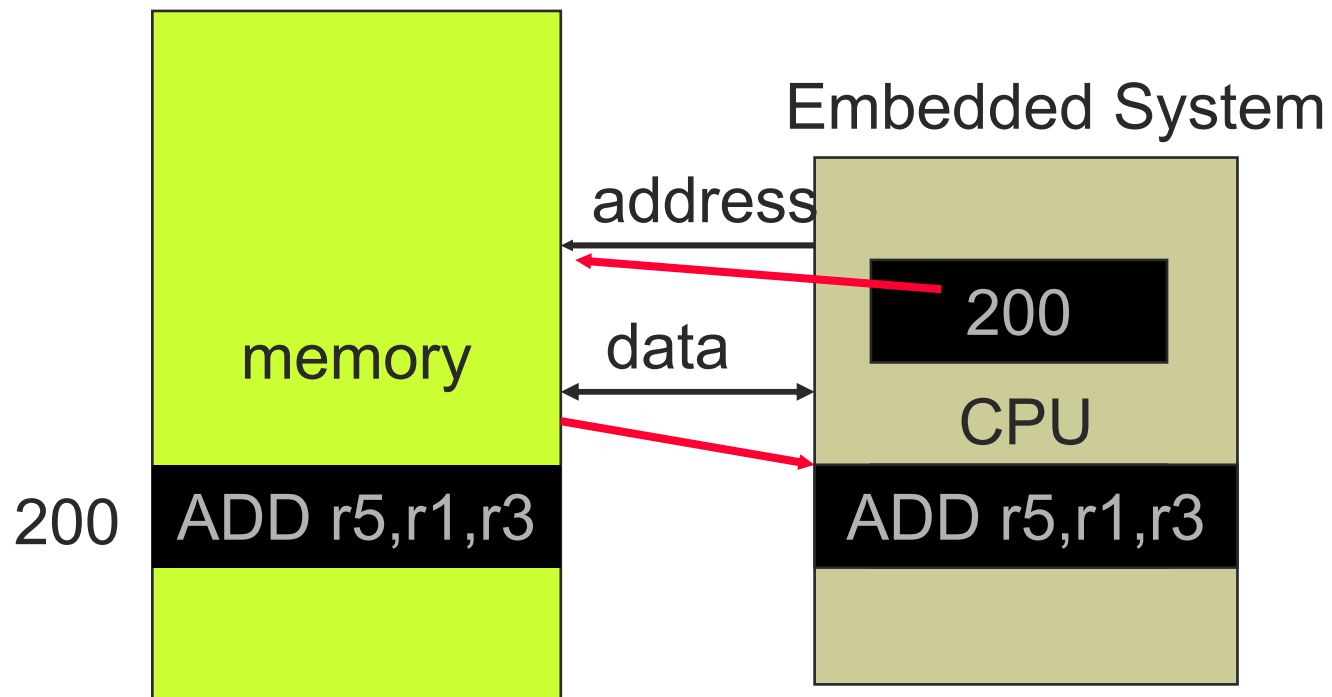 Embedded System
address
200
memory
data
CPU
200
ADD r5,r1,r3
ADD r5,r1,r3